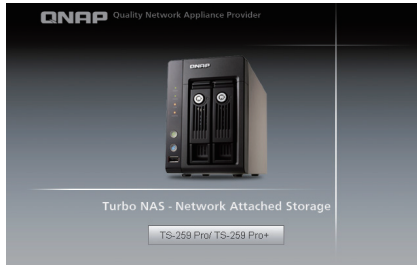 QNAP Quality Network Appliance Provider
QNAP
Turbo NAS - Network Attached Storage
TS-259 Pro/ TS-259 Pro+